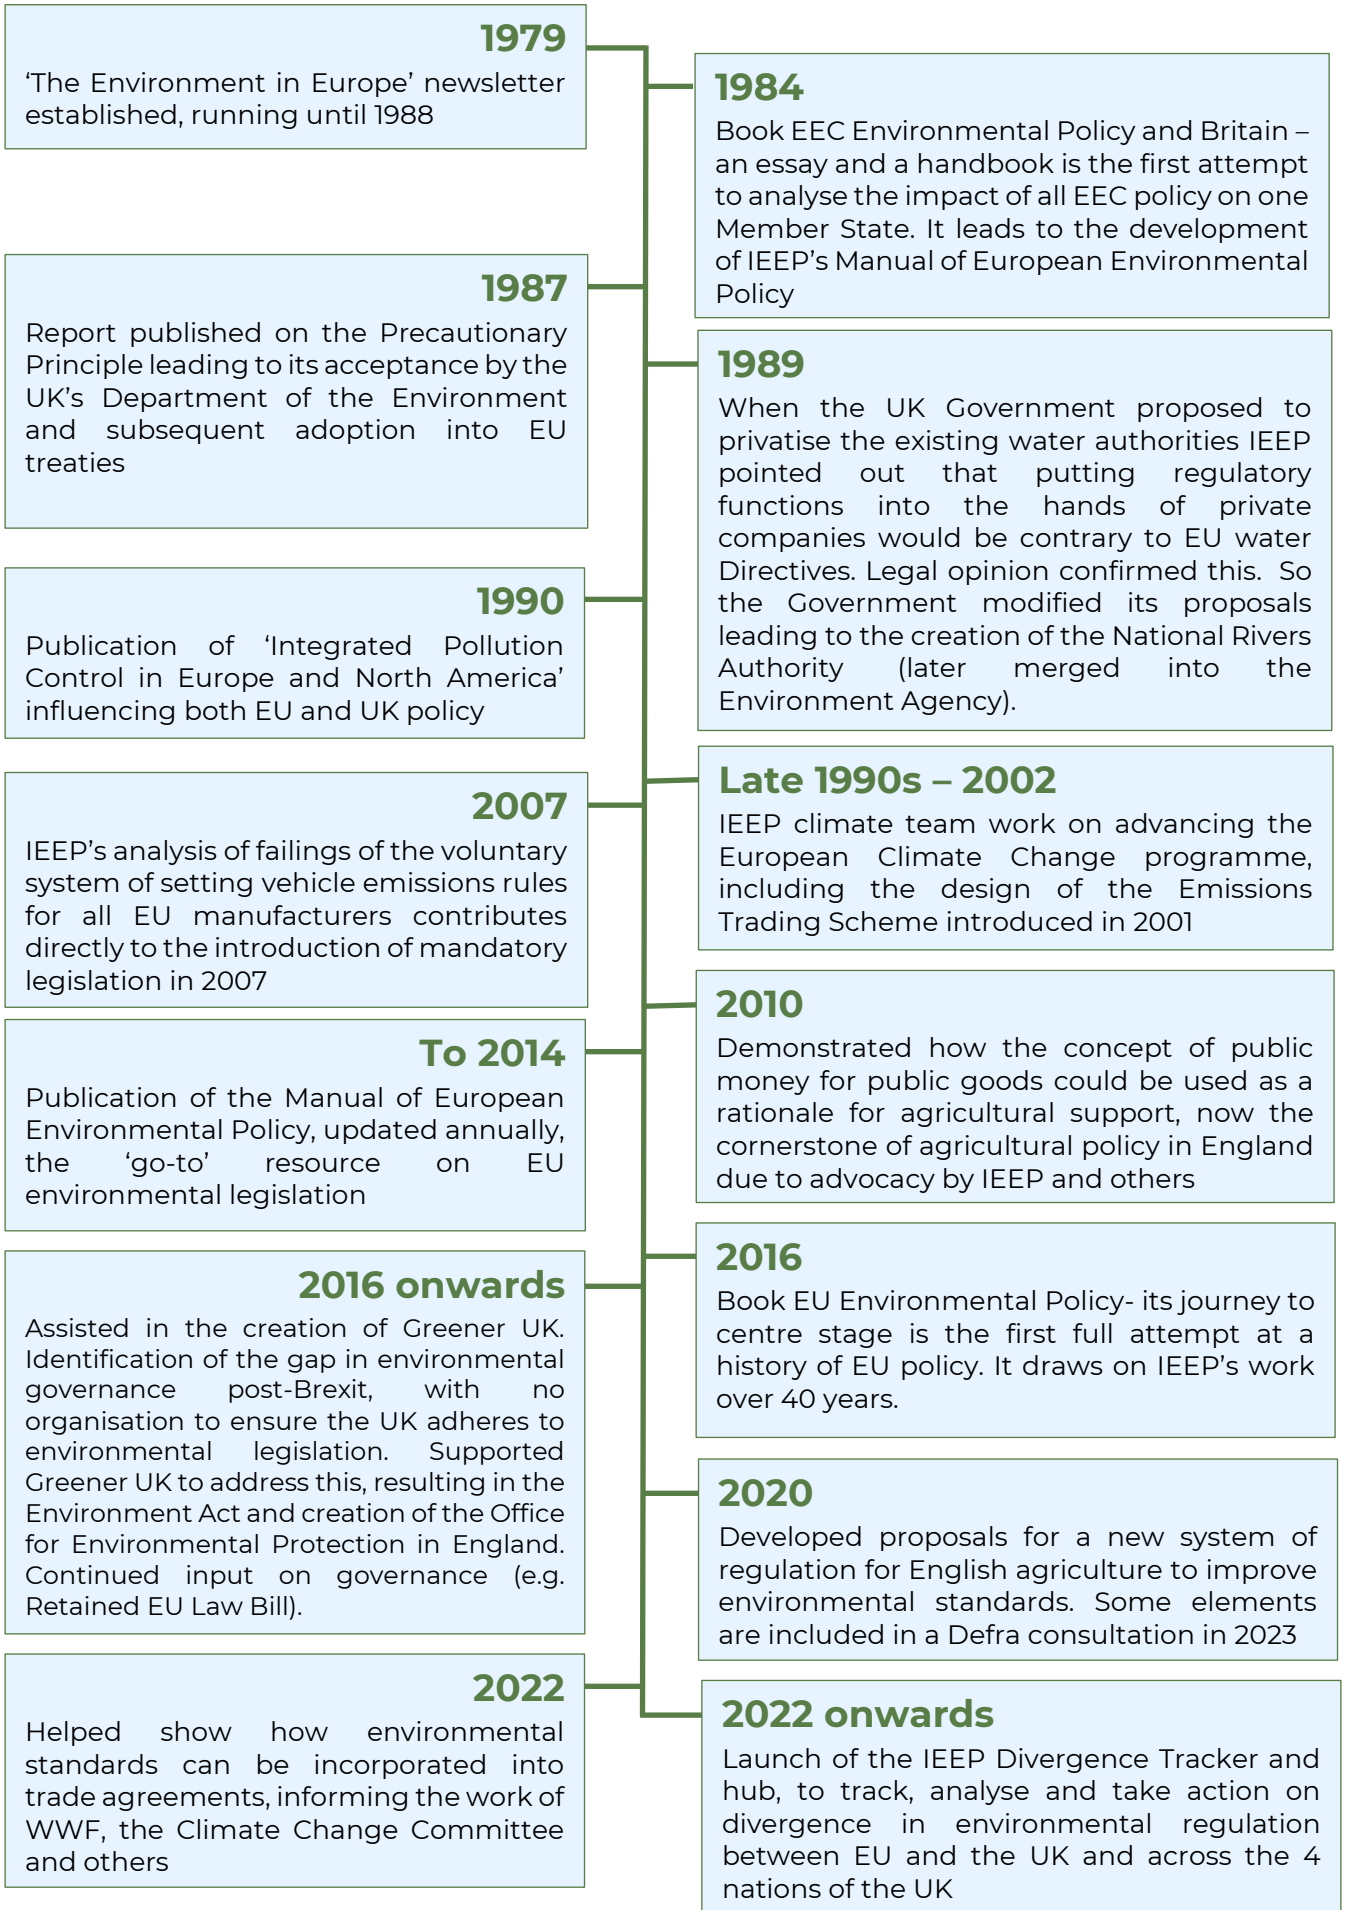 1979
‘The Environment in Europe’ newsletter
established, running until 1988
1984
Book EEC Environmental Policy and Britain –
an essay and a handbook is the first attempt
to analyse the impact of all EEC policy on one
Member State. It leads to the development
of IEEP’s Manual of European Environmental
Policy
1987
Report published on the Precautionary
Principle leading to its acceptance by the
UK’s Department of the Environment
and subsequent adoption into EU
treaties
1989
When the UK Government proposed to
privatise the existing water authorities IEEP
pointed out that putting regulatory
functions into the hands of private
companies would be contrary to EU water
Directives. Legal opinion confirmed this. So
the Government modified its proposals
leading to the creation of the National Rivers
Authority (later merged into the
Environment Agency).
1990
Publication of ‘Integrated Pollution
Control in Europe and North America’
influencing both EU and UK policy
Late 1990s – 2002
IEEP climate team work on advancing the
European Climate Change programme,
including the design of the Emissions
Trading Scheme introduced in 2001
2007
IEEP’s analysis of failings of the voluntary
system of setting vehicle emissions rules
for all EU manufacturers contributes
directly to the introduction of mandatory
legislation in 2007
2010
Demonstrated how the concept of public
money for public goods could be used as a
rationale for agricultural support, now the
cornerstone of agricultural policy in England
due to advocacy by IEEP and others
To 2014
Publication of the Manual of European
Environmental Policy, updated annually,
the ‘go-to’ resource on EU
environmental legislation
2016
Book EU Environmental Policy- its journey to
centre stage is the first full attempt at a
history of EU policy. It draws on IEEP’s work
over 40 years.
2016 onwards
Assisted in the creation of Greener UK.
Identification of the gap in environmental
governance post-Brexit, with no
organisation to ensure the UK adheres to
environmental legislation. Supported
Greener UK to address this, resulting in the
Environment Act and creation of the Office
for Environmental Protection in England.
Continued input on governance (e.g.
Retained EU Law Bill).
2020
Developed proposals for a new system of
regulation for English agriculture to improve
environmental standards. Some elements
are included in a Defra consultation in 2023
2022
Helped show how environmental
standards can be incorporated into
trade agreements, informing the work of
WWF, the Climate Change Committee
and others
2022 onwards
Launch of the IEEP Divergence Tracker and
hub, to track, analyse and take action on
divergence in environmental regulation
between EU and the UK and across the 4
nations of the UK